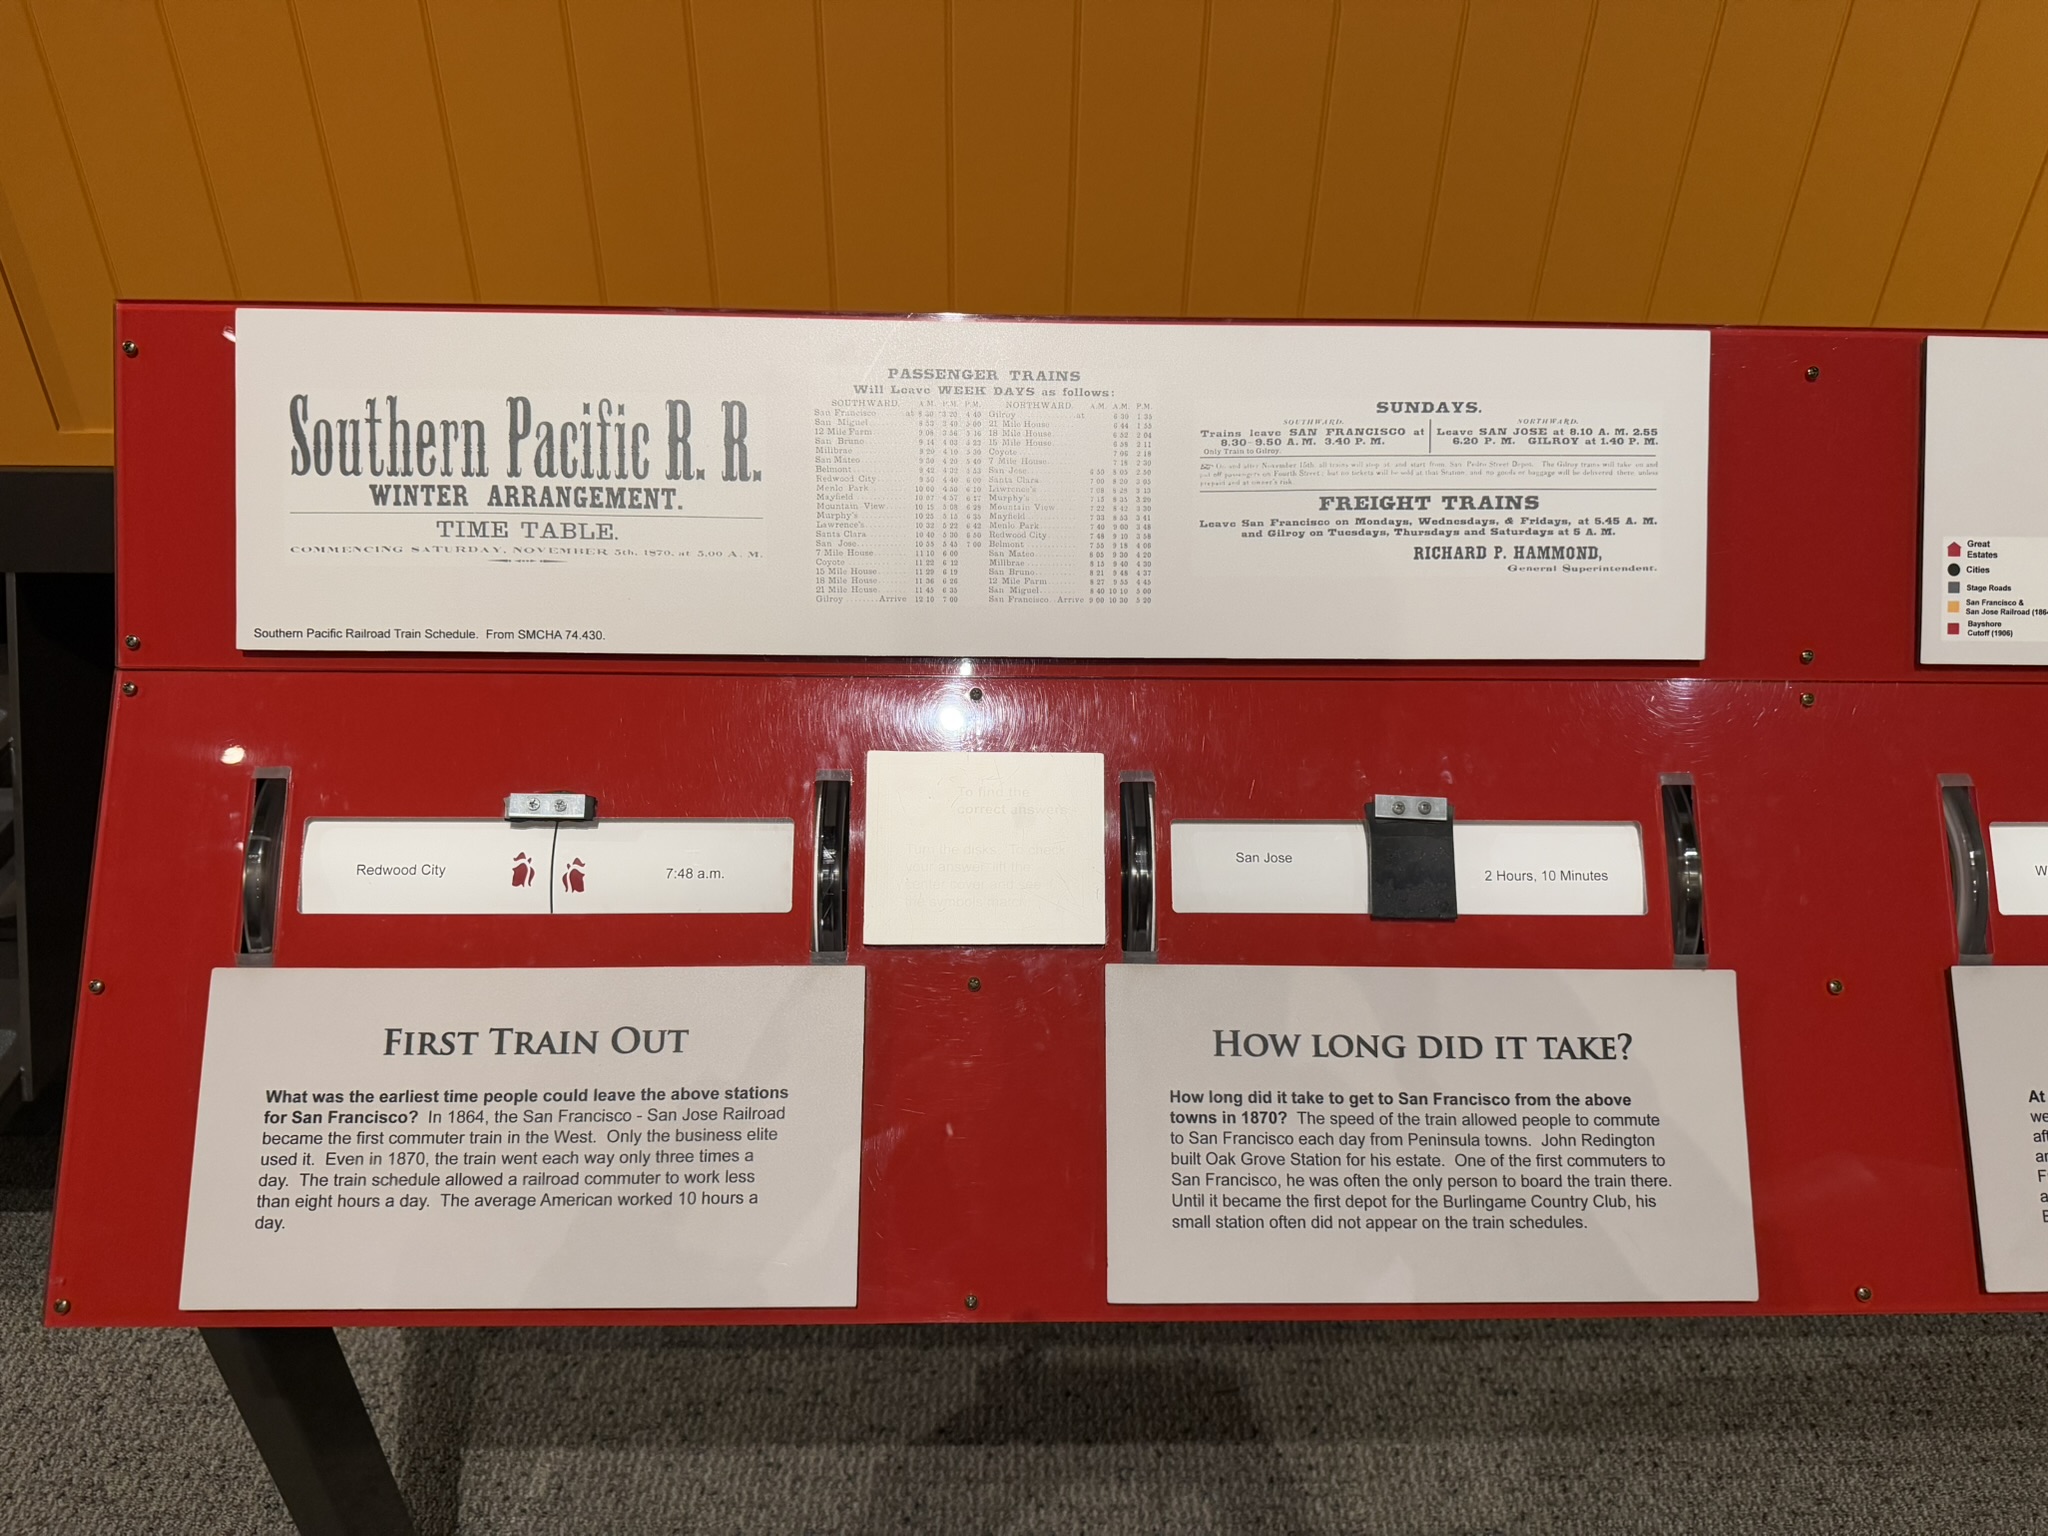 Southern Pacific R. R.
WINTER ARRANGEMENT.
TIME TABLE.
COMMENCING SATURDAY, NOVEMBER 5th, 1870, at 5.00 A. M.
PASSENGER TRAINS
Will Leave WEEK DAYS as follows:
SOUTHWARD. A.M. P.M. P.M.
San Francisco at 8 30 *3 20 4 40
San Miguel 8 53 3 40 5 00
12 Mile Farm 9 08 3 56 5 16
San Bruno 9 14 4 03 5 23
Millbrae 9 20 4 10 5 30
San Mateo 9 30 4 20 5 40
Belmont 9 42 4 32 5 53
Redwood City 9 50 4 40 6 00
Menlo Park 10 00 4 50 6 10
Mayfield 10 07 4 57 6 17
Mountain View 10 15 5 08 6 28
Murphy's 10 25 5 15 6 35
Lawrence's 10 32 5 22 6 42
Santa Clara 10 40 5 30 6 50
San Jose 10 55 5 45 7 00
7 Mile House 11 10 6 00
Coyote 11 22 6 12
15 Mile House 11 29 6 19
18 Mile House 11 36 6 26
21 Mile House 11 45 6 35
Gilroy Arrive 12 10 7 00
NORTHWARD. A.M. A.M. P.M.
Gilroy at 6 30 1 35
21 Mile House 6 44 1 55
18 Mile House 6 52 2 04
15 Mile House 6 58 2 11
Coyote 7 06 2 18
7 Mile House 7 18 2 30
San Jose 6 50 8 05 2 50
Santa Clara 7 00 8 20 3 05
Lawrence's 7 08 8 28 3 13
Murphy's 7 15 8 35 3 20
Mountain View 7 22 8 42 3 30
Mayfield 7 33 8 53 3 41
Menlo Park 7 40 9 00 3 48
Redwood City 7 48 9 10 3 58
Belmont 7 55 9 18 4 06
San Mateo 8 05 9 30 4 20
Millbrae 8 15 9 40 4 30
San Bruno 8 21 9 48 4 37
12 Mile Farm 8 27 9 55 4 45
San Miguel 8 40 10 10 5 00
San Francisco Arrive 9 00 10 30 5 20
SUNDAYS.
SOUTHWARD.
Trains leave SAN FRANCISCO at
8.30–9.50 A. M. 3.40 P. M.
Only Train to Gilroy.
NORTHWARD.
Leave SAN JOSE at 8.10 A. M. 2.55
6.20 P. M. GILROY at 1.40 P. M.
On and after November 15th, all trains will stop at and start from San Pedro Street Depot. The Gilroy trains will take on and
put off passengers on Fourth Street; but no tickets will be sold at that Station, and no goods or baggage will be delivered there, unless
prepaid and at owner's risk.
FREIGHT TRAINS
Leave San Francisco on Mondays, Wednesdays, & Fridays, at 5.45 A. M.
and Gilroy on Tuesdays, Thursdays and Saturdays at 5 A. M.
RICHARD P. HAMMOND,
General Superintendent.
Southern Pacific Railroad Train Schedule. From SMCHA 74.430.
Great
Estates
Cities
Stage Roads
San Francisco &
San Jose Railroad (186
Bayshore
Cutoff (1906)
Redwood City
7:48 a.m.
To find the
correct answer
Turn the disks. To check
your answer, lift the
center cover and see
San Jose
2 Hours, 10 Minutes
W
FIRST TRAIN OUT
What was the earliest time people could leave the above stations
for San Francisco? In 1864, the San Francisco - San Jose Railroad
became the first commuter train in the West. Only the business elite
used it. Even in 1870, the train went each way only three times a
day. The train schedule allowed a railroad commuter to work less
than eight hours a day. The average American worked 10 hours a
day.
HOW LONG DID IT TAKE?
How long did it take to get to San Francisco from the above
towns in 1870? The speed of the train allowed people to commute
to San Francisco each day from Peninsula towns. John Redington
built Oak Grove Station for his estate. One of the first commuters to
San Francisco, he was often the only person to board the train there.
Until it became the first depot for the Burlingame Country Club, his
small station often did not appear on the train schedules.
At
we